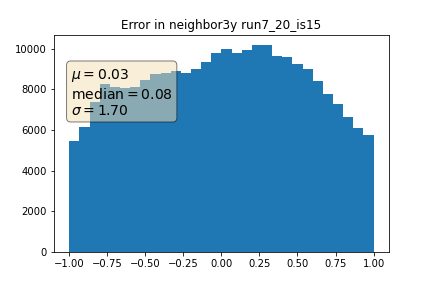 Error in neighbor3y run7_20_is15
10000
8000
6000
4000
2000
0
μ = 0.03
median = 0.08
σ = 1.70
−1.00 −0.75 −0.50 −0.25 0.00 0.25 0.50 0.75 1.00